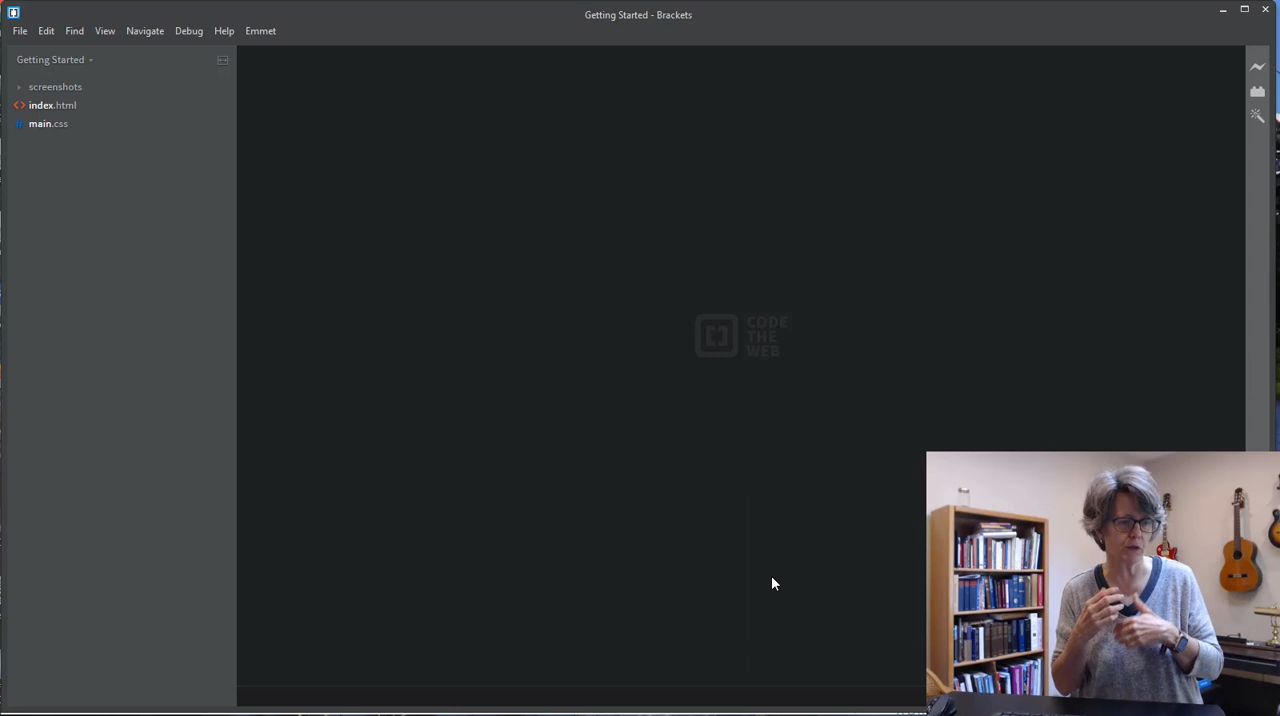 Getting Started - Brackets
File Edit Find View Navigate Debug Help Emmet
Getting Started
screenshots
index.html
main.css
CODE
THE
WEB